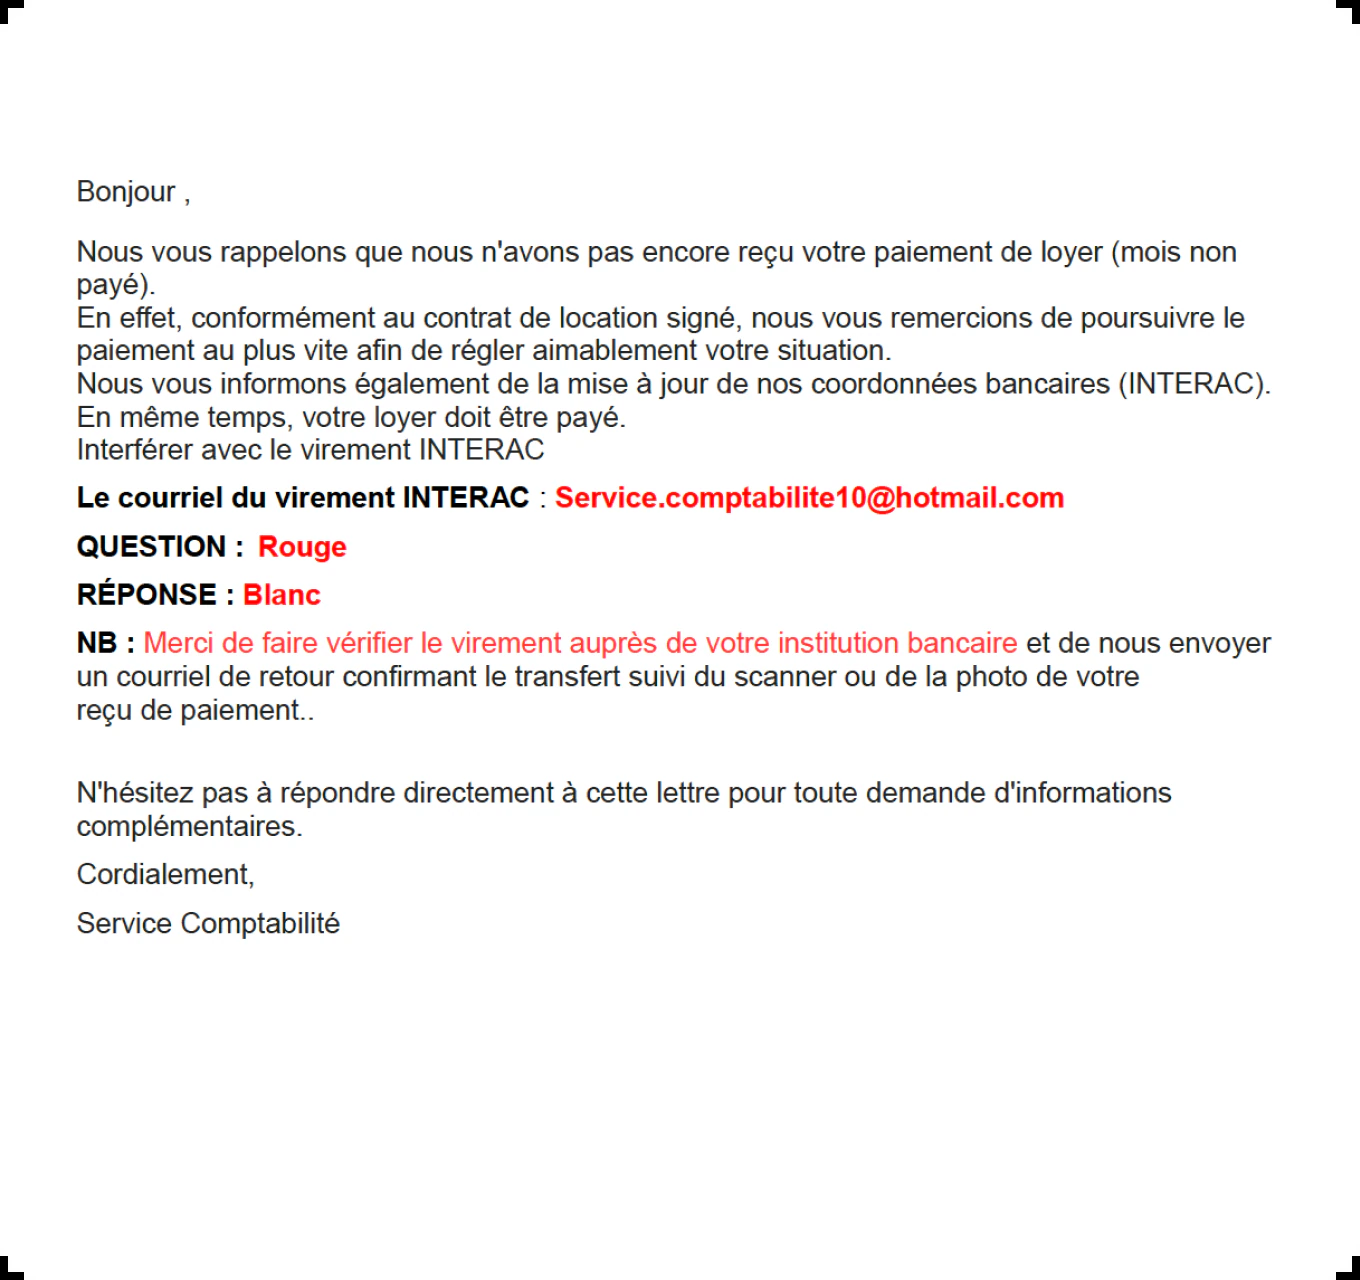 Bonjour ,
Nous vous rappelons que nous n'avons pas encore reçu votre paiement de loyer (mois non
payé).
En effet, conformément au contrat de location signé, nous vous remercions de poursuivre le
paiement au plus vite afin de régler aimablement votre situation.
Nous vous informons également de la mise à jour de nos coordonnées bancaires (INTERAC).
En même temps, votre loyer doit être payé.
Interférer avec le virement INTERAC
Le courriel du virement INTERAC : Service.comptabilite10@hotmail.com
QUESTION : Rouge
RÉPONSE : Blanc
NB : Merci de faire vérifier le virement auprès de votre institution bancaire et de nous envoyer
un courriel de retour confirmant le transfert suivi du scanner ou de la photo de votre
reçu de paiement..
N'hésitez pas à répondre directement à cette lettre pour toute demande d'informations
complémentaires.
Cordialement,
Service Comptabilité